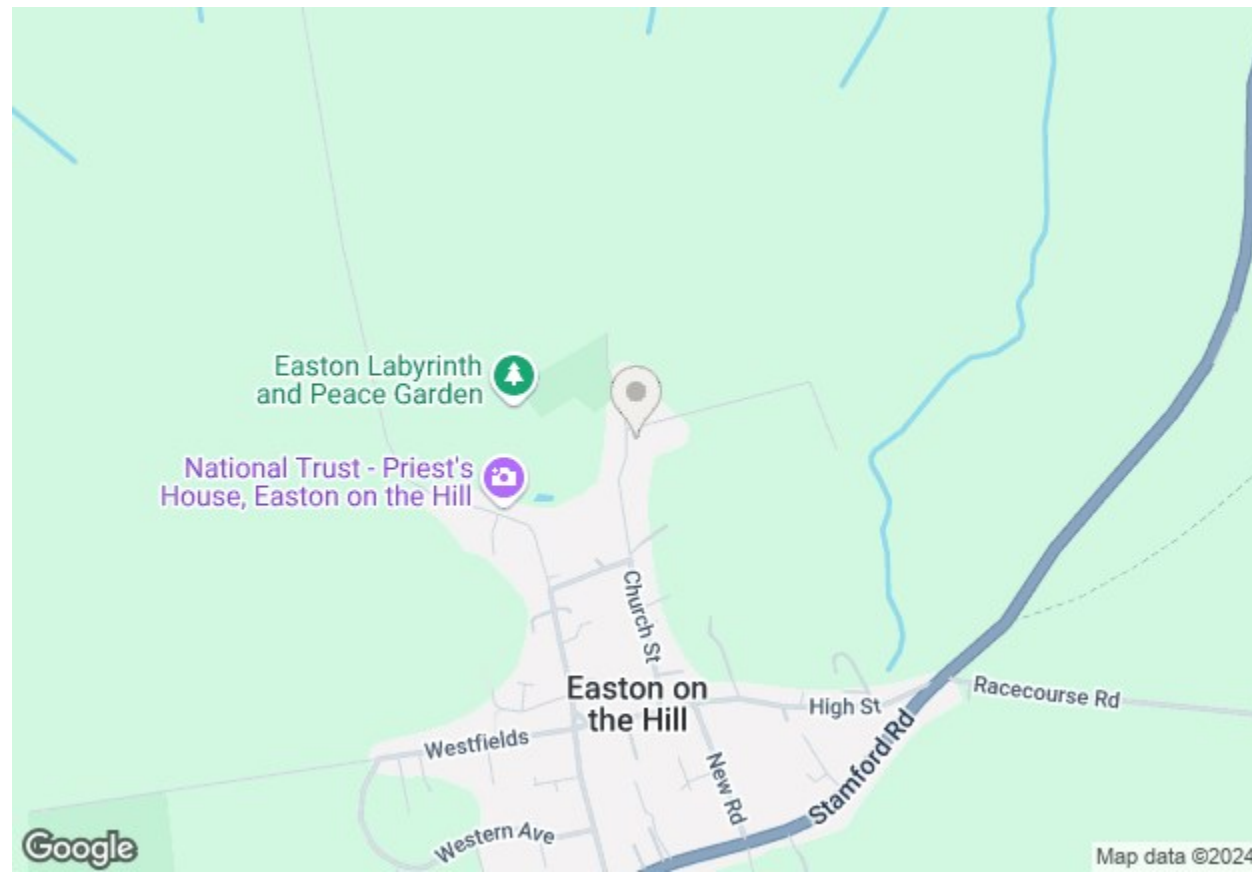 Easton Labyrinth
and Peace Garden
National Trust - Priest's
House, Easton on the Hill
Church St
Easton on
the Hill
High St
Racecourse Rd
Westfields
New Rd
Stamford Rd
Western Ave
Google
Map data ©2024